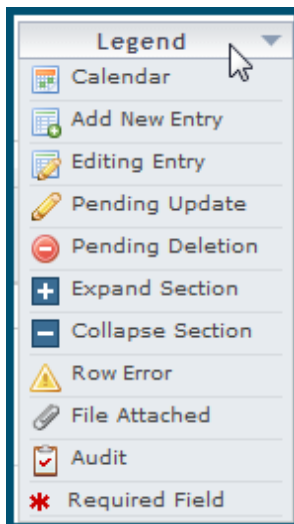 Legend
Calendar
Add New Entry
Editing Entry
Pending Update
Pending Deletion
Expand Section
Collapse Section
Row Error
File Attached
Audit
Required Field